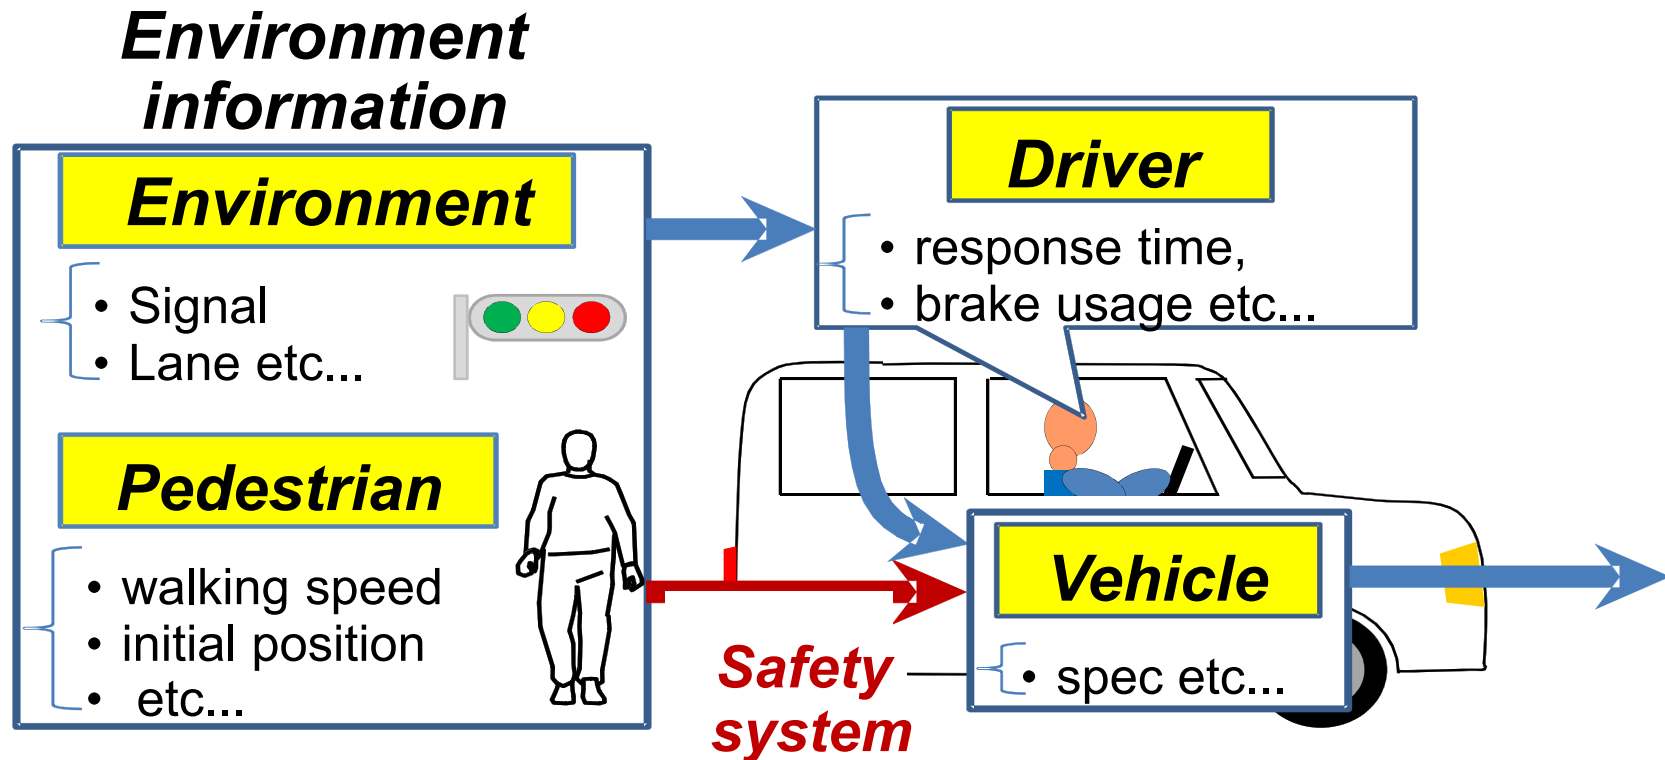 Environment
information
Environment
• Signal
• Lane etc...
Pedestrian
• walking speed
• initial position
• etc...
Driver
• response time,
• brake usage etc...
Safety
system
Vehicle
• spec etc...